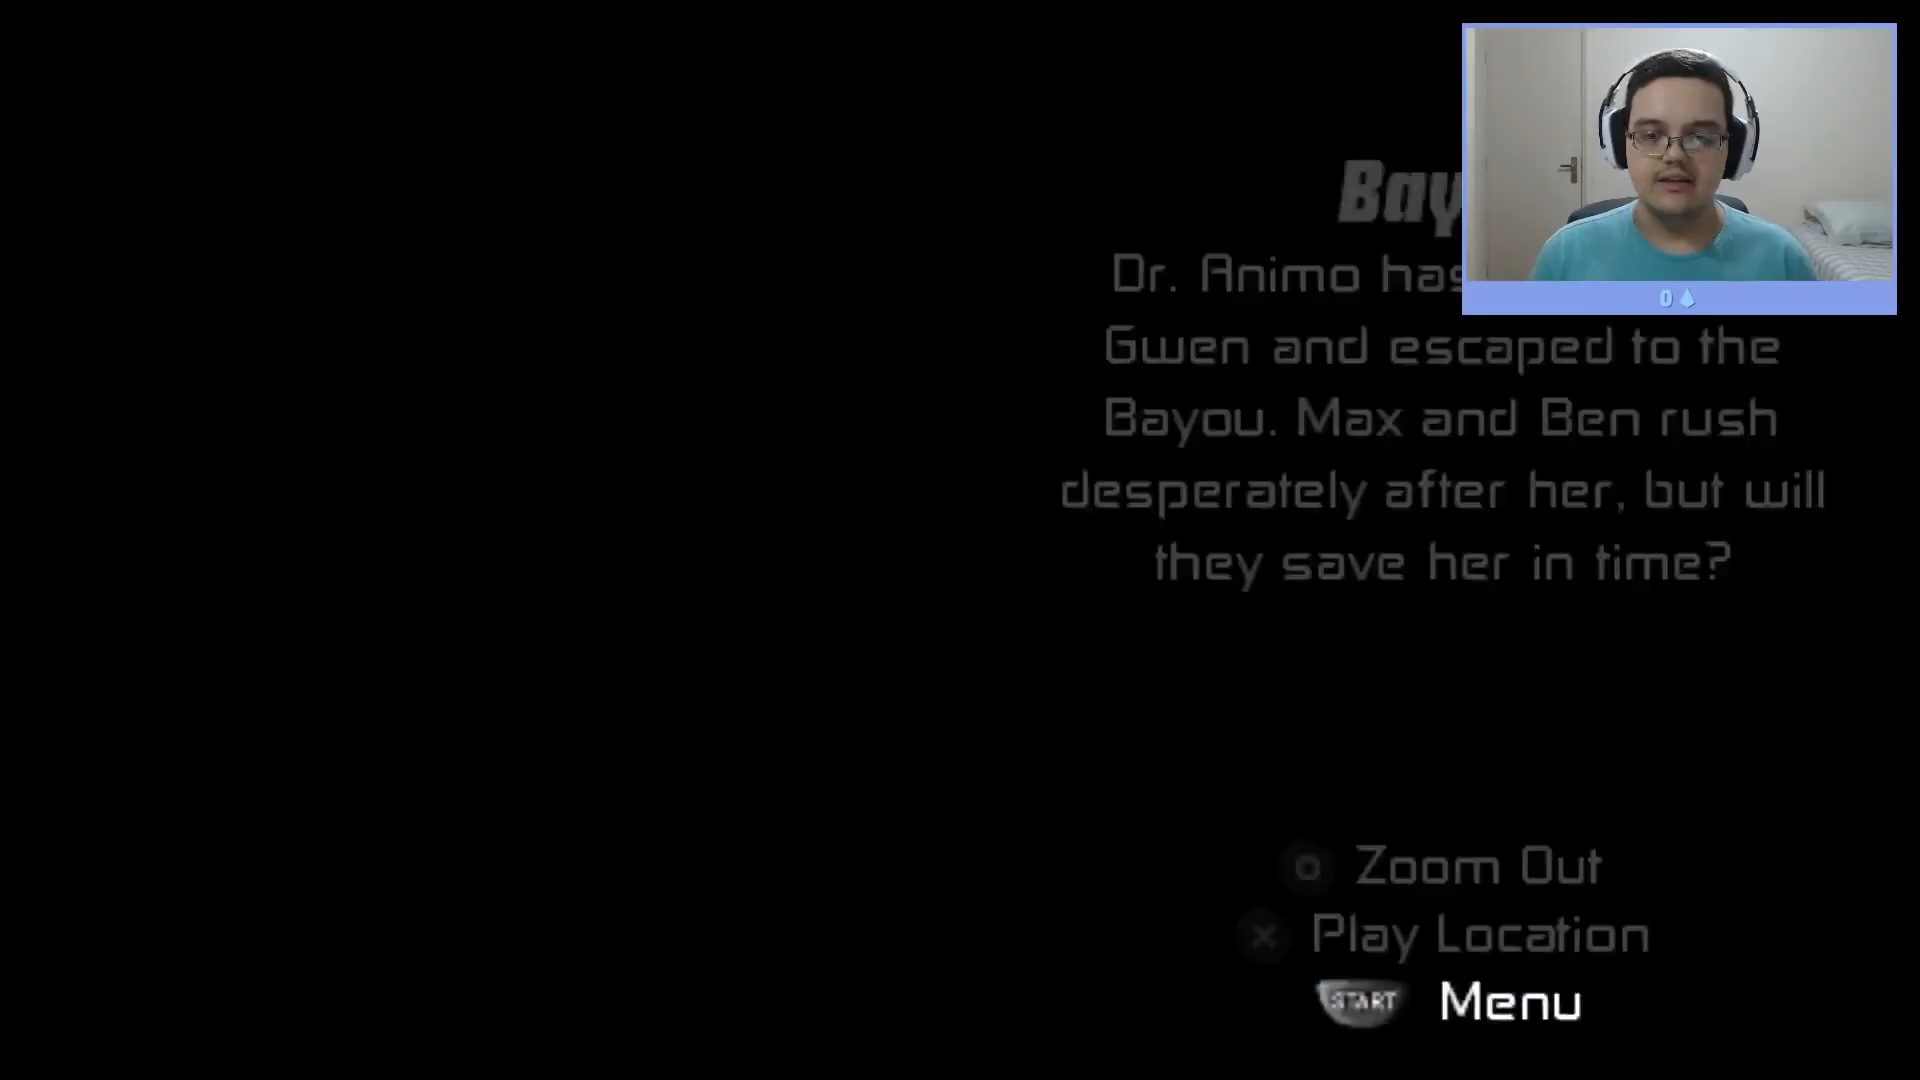 Bay
Dr. Animo has
Gwen and escaped to the
Bayou. Max and Ben rush
desperately after her, but will
they save her in time?
0
Zoom Out
Play Location
START Menu